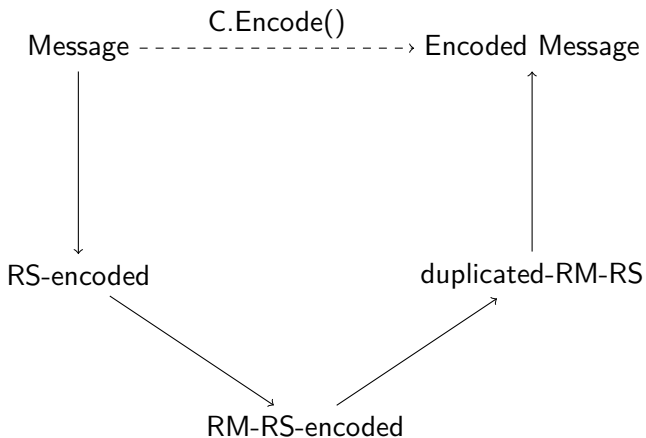 C.Encode()
Message
Encoded Message
RS-encoded
duplicated-RM-RS
RM-RS-encoded